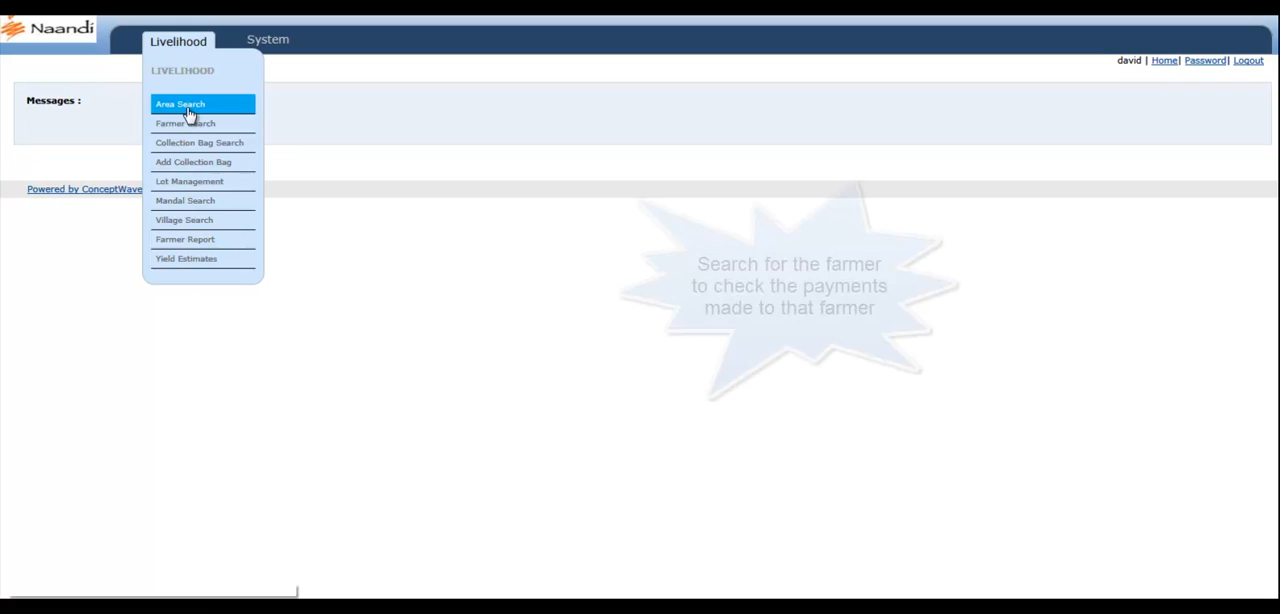 Naandi
Livelihood
System
david | Home| Password| Logout
LIVELIHOOD
Messages :
Area Search
Farmer Search
Collection Bag Search
Add Collection Bag
Lot Management
Mandal Search
Village Search
Farmer Report
Yield Estimates
Powered by ConceptWave
Search for the farmer
to check the payments
made to that farmer